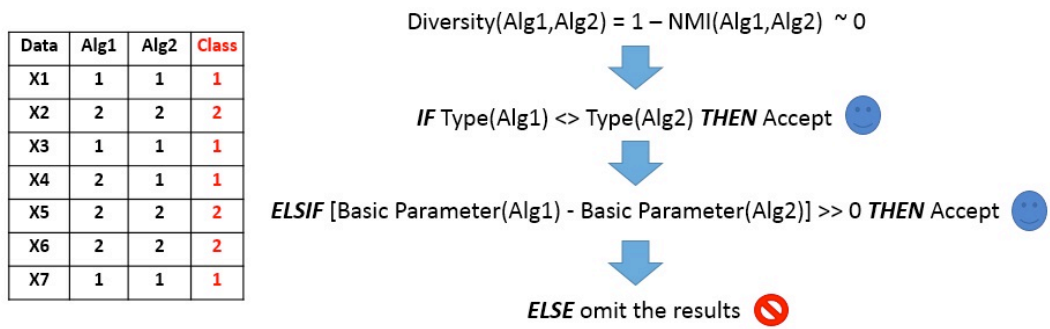 Data Alg1 Alg2 Class
X1 1 1 1
X2 2 2 2
X3 1 1 1
X4 2 1 1
X5 2 2 2
X6 2 2 2
X7 1 1 1
Diversity(Alg1,Alg2) = 1 – NMI(Alg1,Alg2) ~ 0
IF Type(Alg1) <> Type(Alg2) THEN Accept
ELSIF [Basic Parameter(Alg1) - Basic Parameter(Alg2)] >> 0 THEN Accept
ELSE omit the results